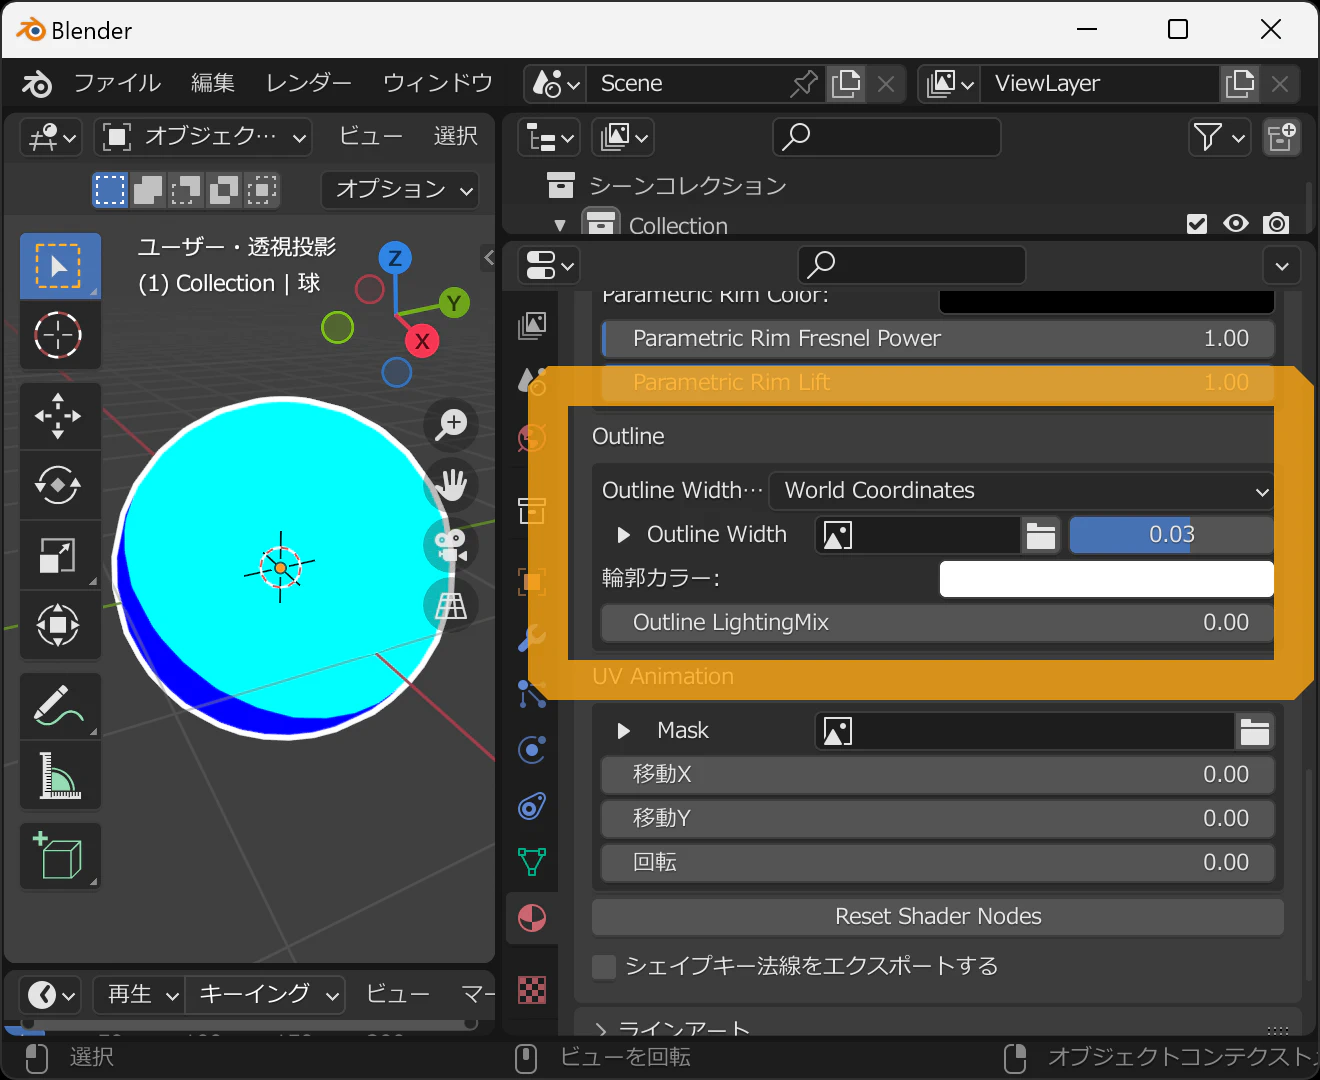 Blender
ファイル 編集 レンダー ウィンドウ Scene ViewLayer
オブジェク… ビュー 選択
オプション
シーンコレクション
Collection
ユーザー・透視投影
(1) Collection | 球
Z
Y
X
Parametric Rim Color:
Parametric Rim Fresnel Power 1.00
Parametric Rim Lift 1.00
Outline
Outline Width… World Coordinates
Outline Width 0.03
輪郭カラー:
Outline LightingMix 0.00
UV Animation
Mask
移動X 0.00
移動Y 0.00
回転 0.00
Reset Shader Nodes
シェイプキー法線をエクスポートする
ラインアート
再生 キーイング ビュー マー
選択 ビューを回転 オブジェクトコンテクスト